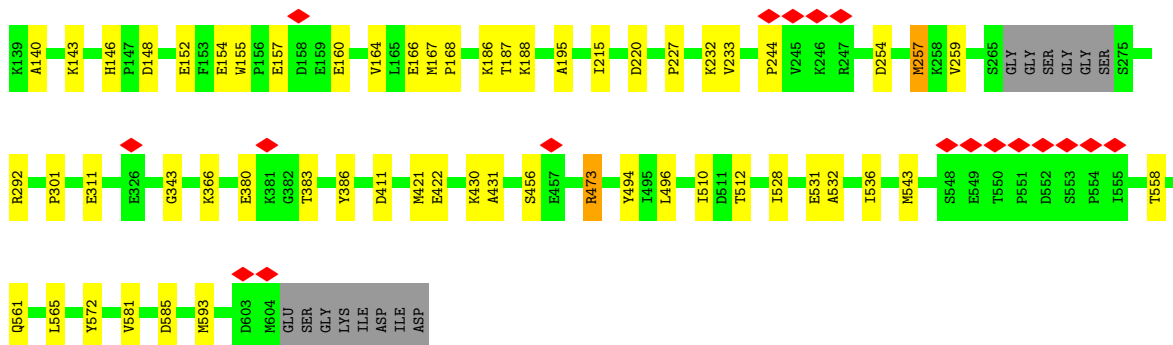 K139 A140 K143 H146 P147 D148 E152 F153 E154 W155 P156 E157 D158 E159 E160 V164 L165 E166 M167 P168 K186 T187 K188 A195 I215 D220 P227 K232 V233 P244 V245 K246 R247 D254 M257 K258 V259 S265 GLY GLY SER GLY GLY SER S275
R292 P301 E311 E326 G343 K366 E380 K381 G382 T383 Y386 D411 M421 E422 K430 A431 S456 E457 R473 Y494 I495 L496 I510 D511 T512 I528 E531 A532 I536 M543 S548 E549 T550 P551 D552 S553 P554 I555 T558
Q561 L565 Y572 V581 D585 M593 D603 M604 GLU SER GLY LYS ILE ASP ILE ASP